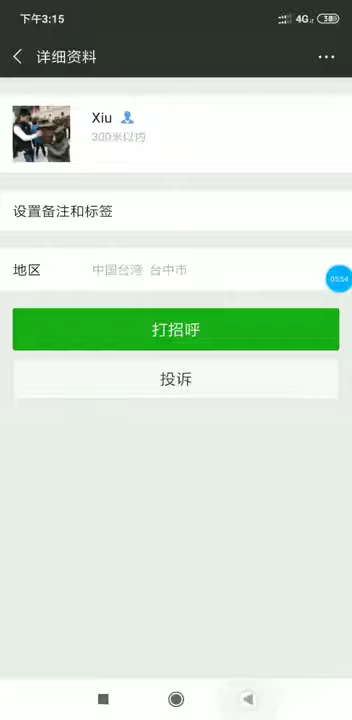 下午3:15
4G
38
详细资料
Xiu
300米以内
设置备注和标签
地区 中国台湾 台中市
05:54
打招呼
投诉